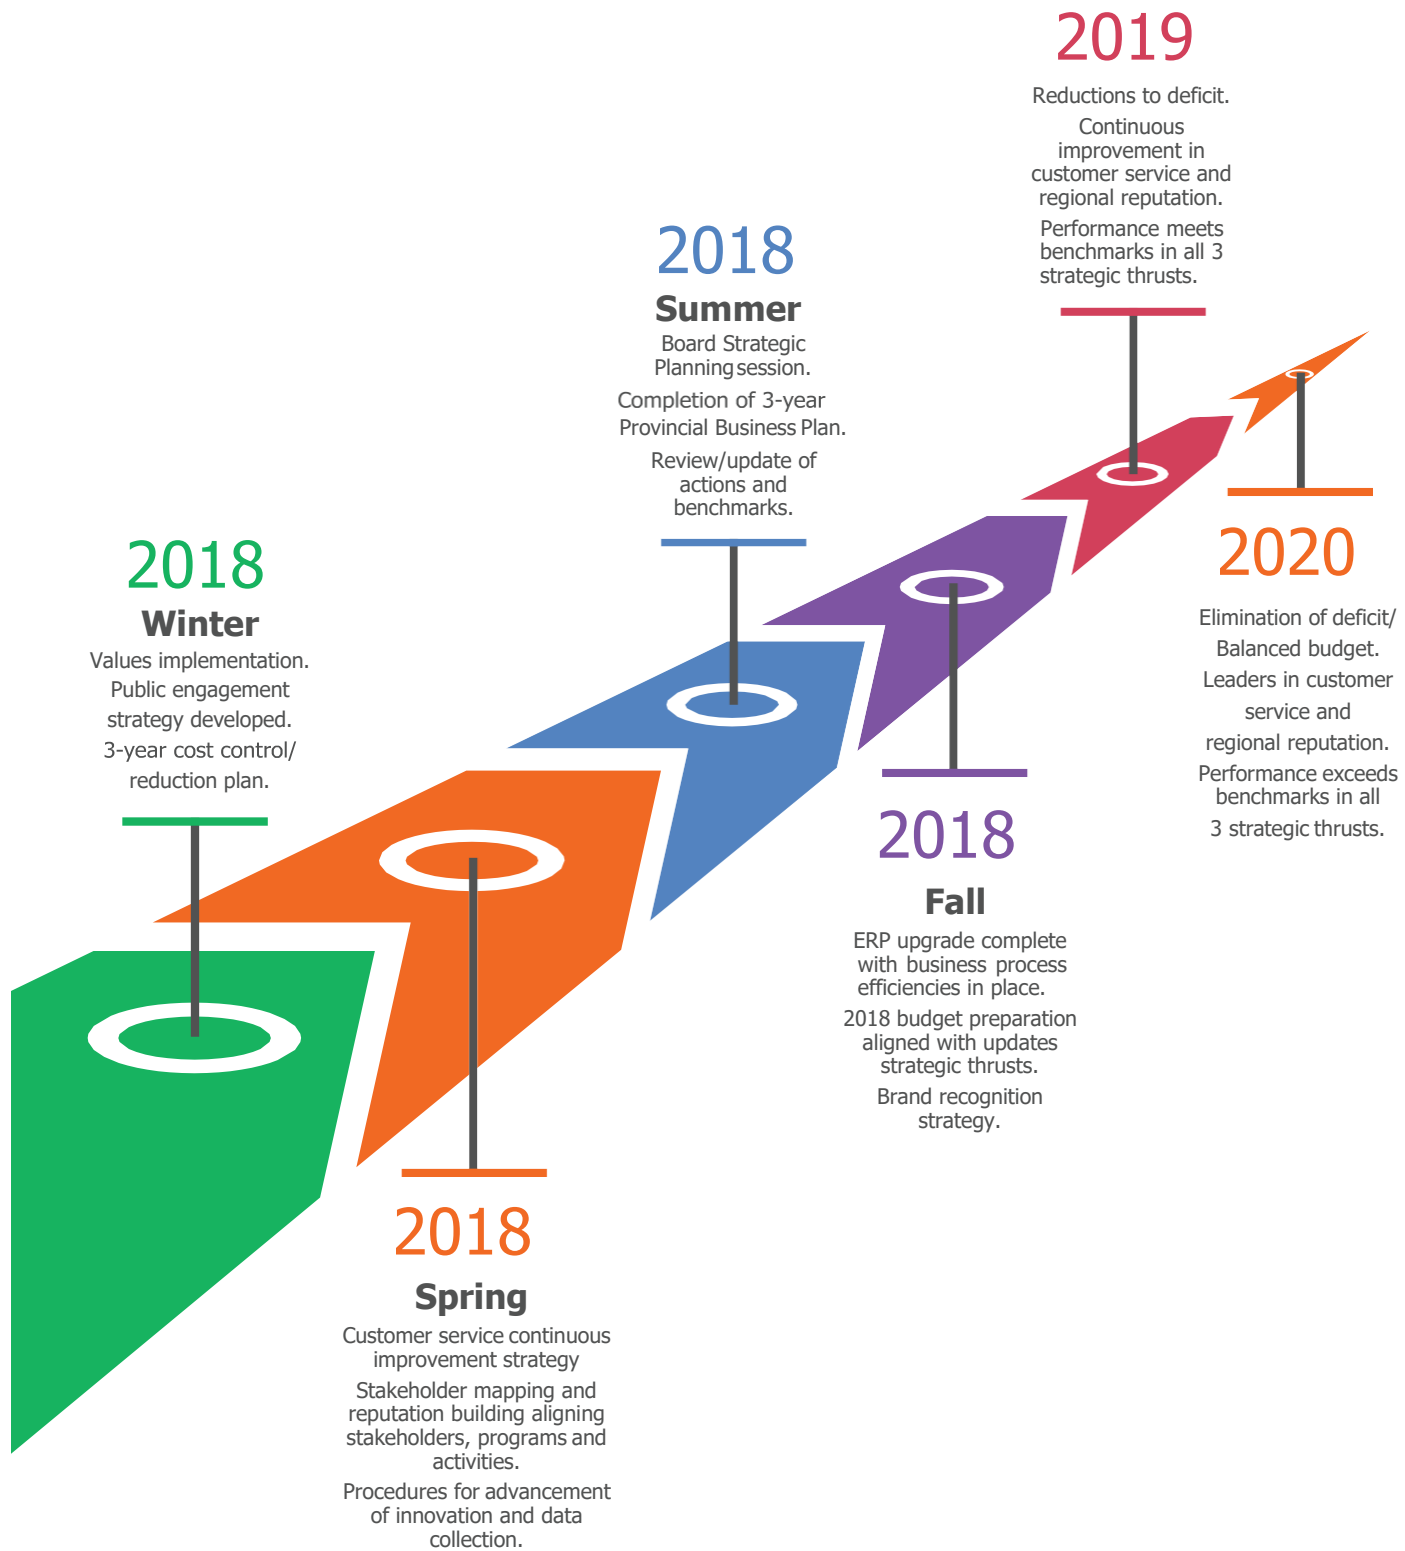 2018
Winter
Values implementation.
Public engagement
strategy developed.
3-year cost control/
reduction plan.
2018
Spring
Customer service continuous
improvement strategy
Stakeholder mapping and
reputation building aligning
stakeholders, programs and
activities.
Procedures for advancement
of innovation and data
collection.
2018
Summer
Board Strategic
Planning session.
Completion of 3-year
Provincial Business Plan.
Review/update of
actions and
benchmarks.
2018
Fall
ERP upgrade complete
with business process
efficiencies in place.
2018 budget preparation
aligned with updates
strategic thrusts.
Brand recognition
strategy.
2019
Reductions to deficit.
Continuous
improvement in
customer service and
regional reputation.
Performance meets
benchmarks in all 3
strategic thrusts.
2020
Elimination of deficit/
Balanced budget.
Leaders in customer
service and
regional reputation.
Performance exceeds
benchmarks in all
3 strategic thrusts.